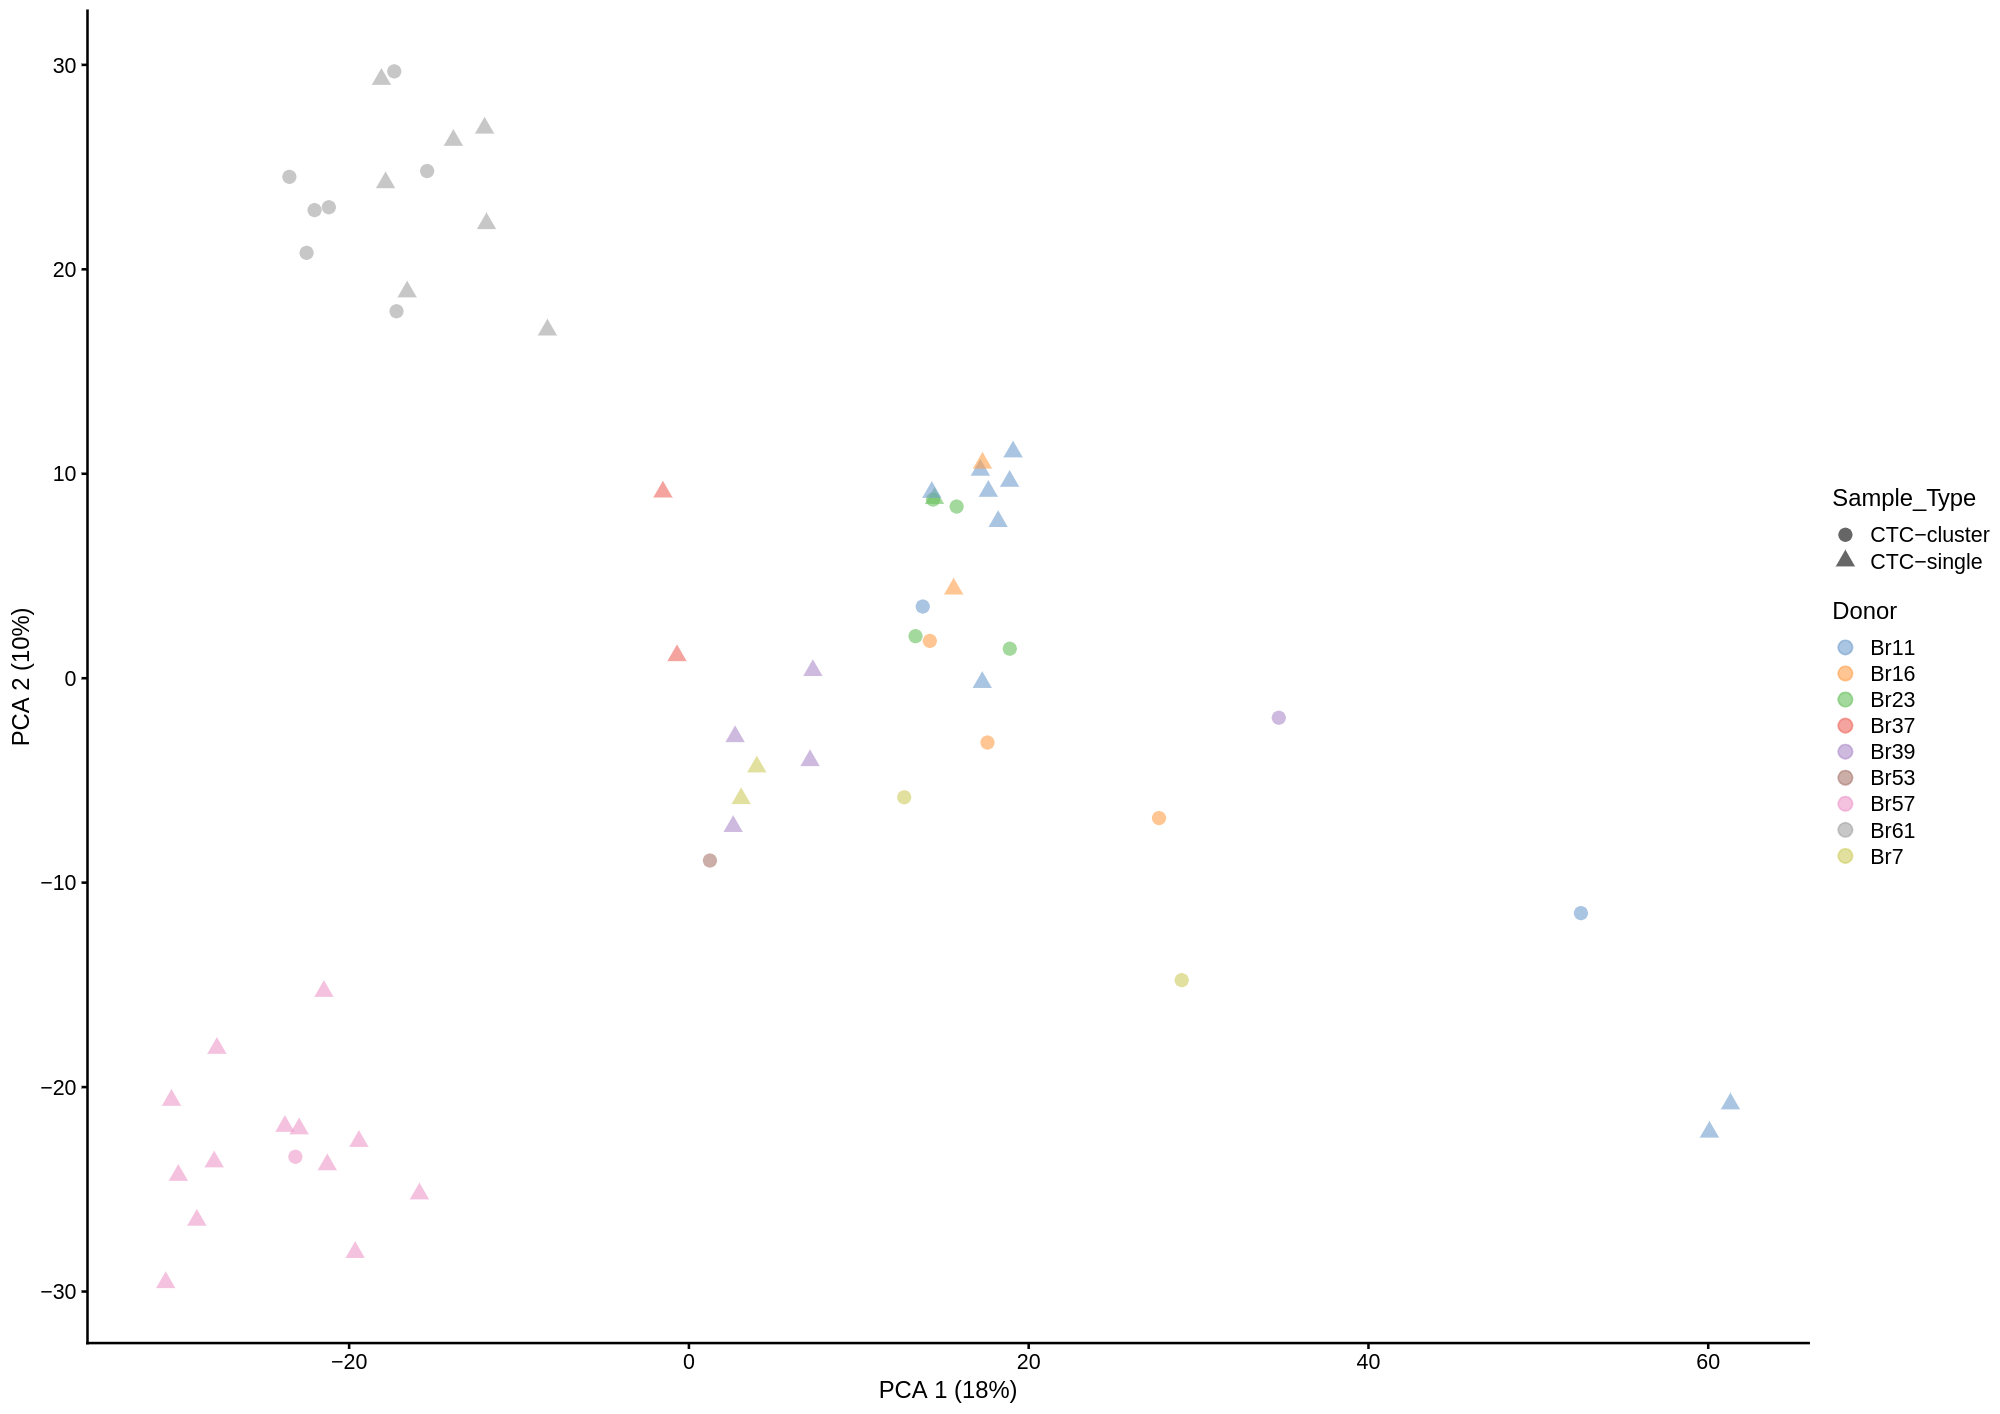 30
20
10
0
−10
−20
−30
−20
0
20
40
60
PCA 1 (18%)
PCA 2 (10%)
Sample_Type
CTC−cluster
CTC−single
Donor
Br11
Br16
Br23
Br37
Br39
Br53
Br57
Br61
Br7